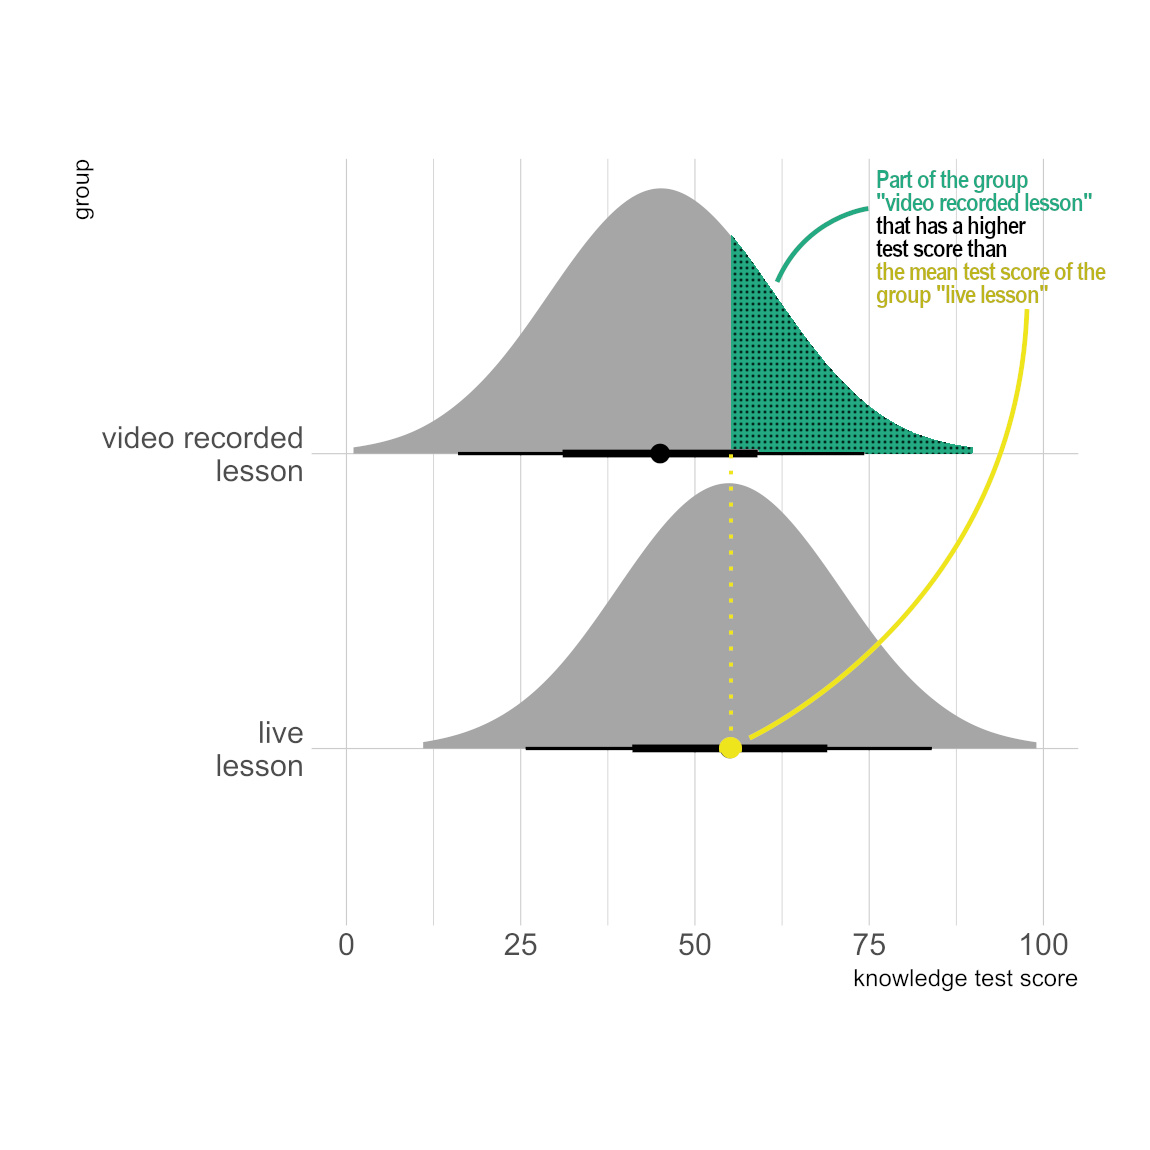 group
Part of the group
"video recorded lesson"
that has a higher
test score than
the mean test score of the
group "live lesson"
video recorded
lesson
live
lesson
0 25 50 75 100
knowledge test score